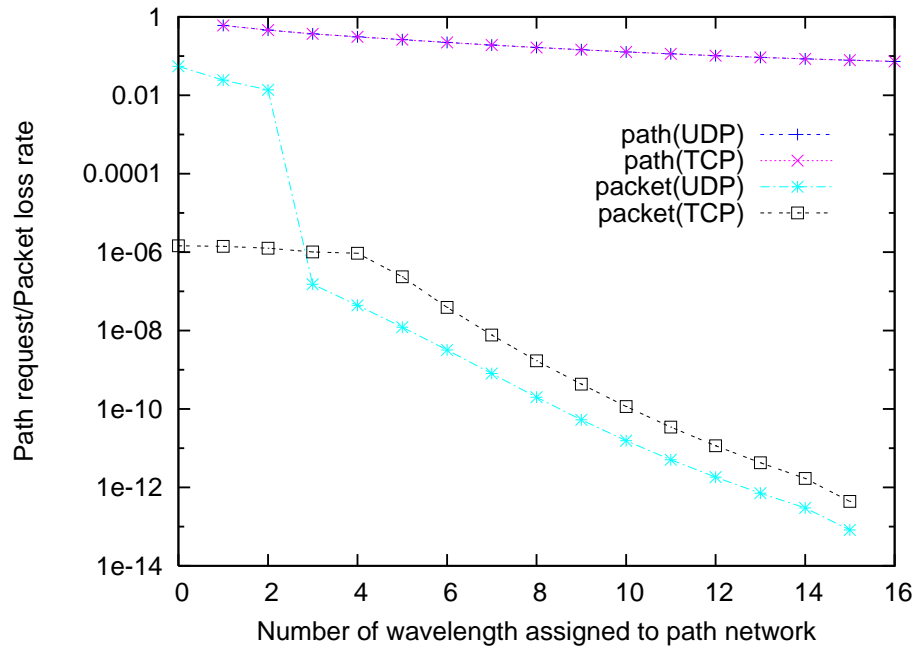 1
0.01
0.0001
1e-06
1e-08
1e-10
1e-12
1e-14
0 2 4 6 8 10 12 14 16
Path request/Packet loss rate
Number of wavelength assigned to path network
path(UDP)
path(TCP)
packet(UDP)
packet(TCP)